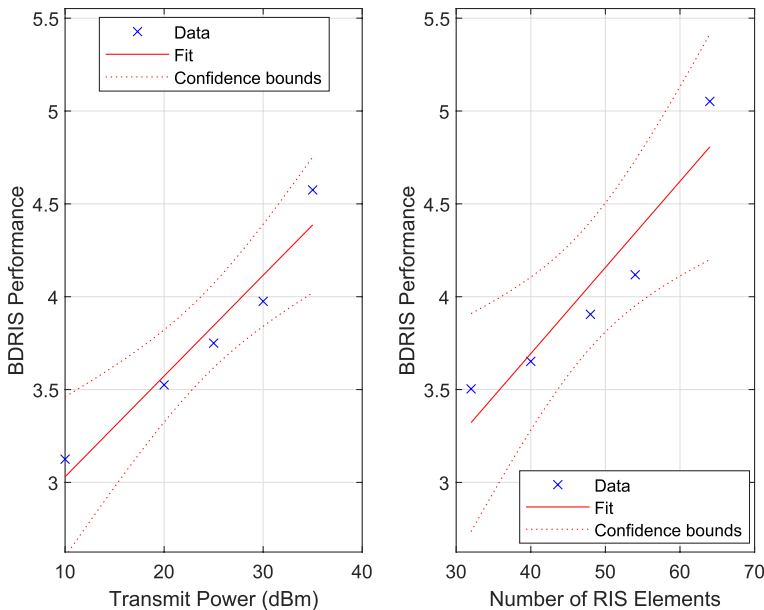 Data
Fit
Confidence bounds
5.5
5
4.5
4
3.5
3
BDRIS Performance
10
20
30
40
Transmit Power (dBm)
5.5
5
4.5
4
3.5
3
BDRIS Performance
Data
Fit
Confidence bounds
30
40
50
60
70
Number of RIS Elements